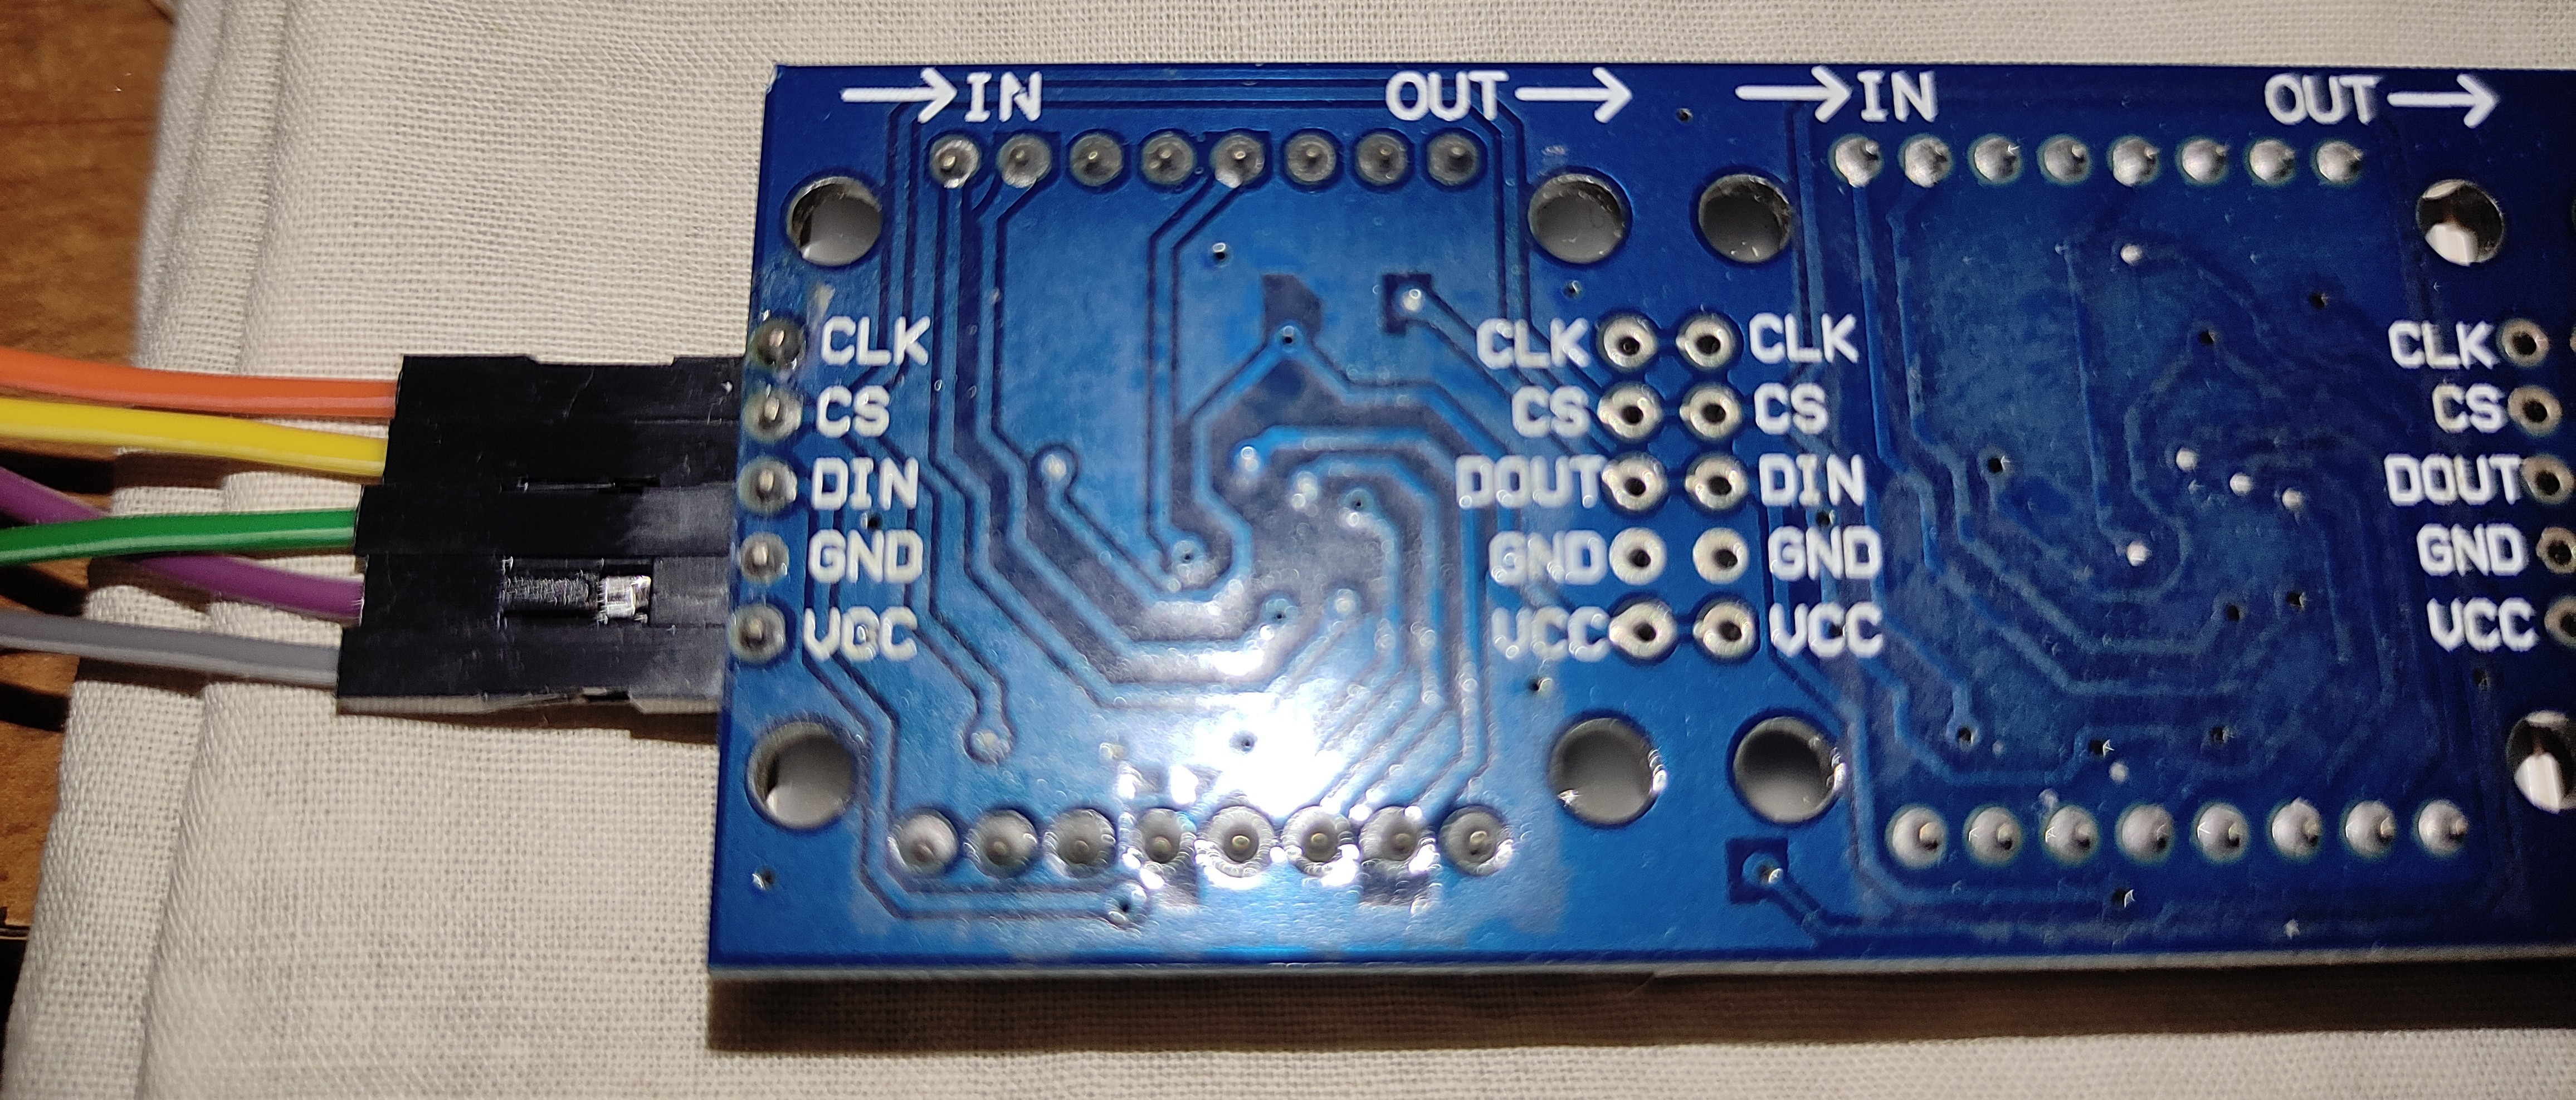 →IN OUT→ →IN OUT→
CLK CLK CLK CLK
CS CS CS CS
DIN DOUT DIN DOUT
GND GND GND GND
VCC VCC VCC VCC